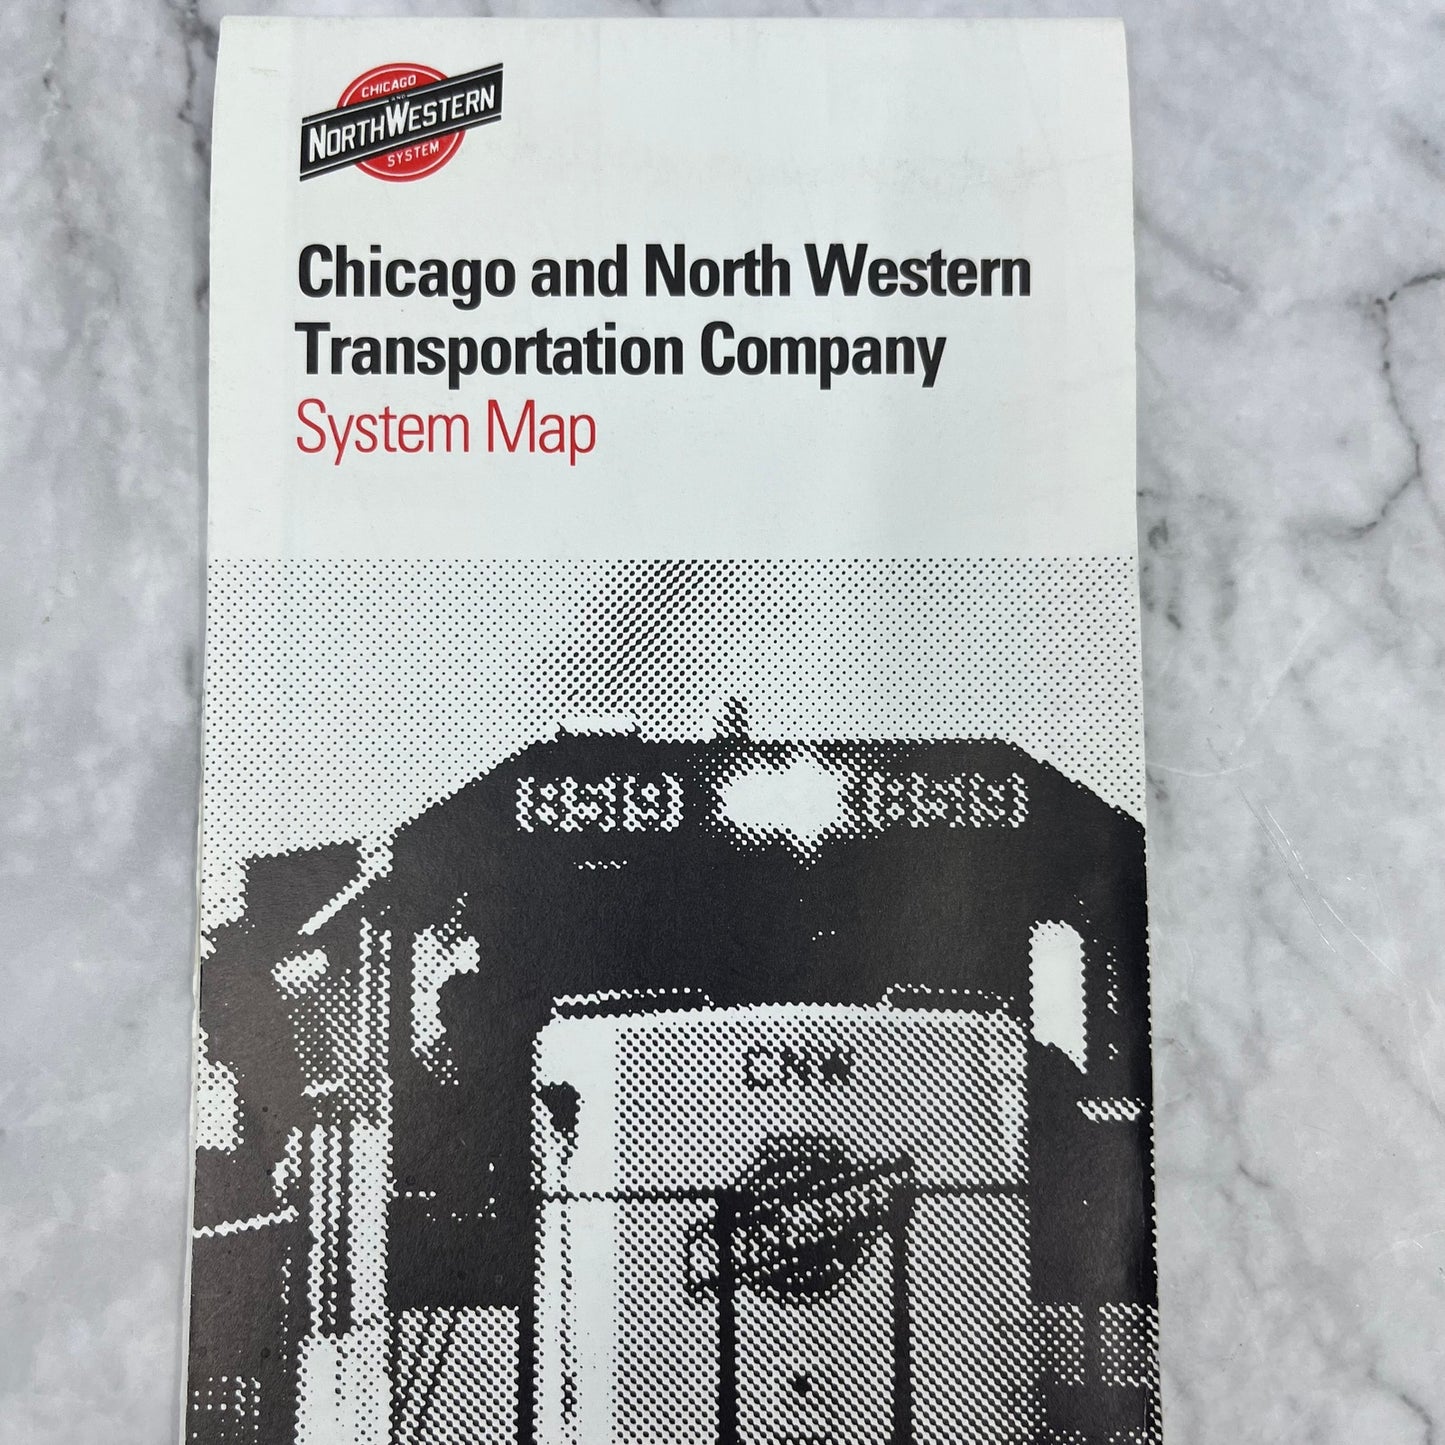 CHICAGO
AND
NORTHWESTERN
SYSTEM
Chicago and North Western
Transportation Company
System Map
CNW